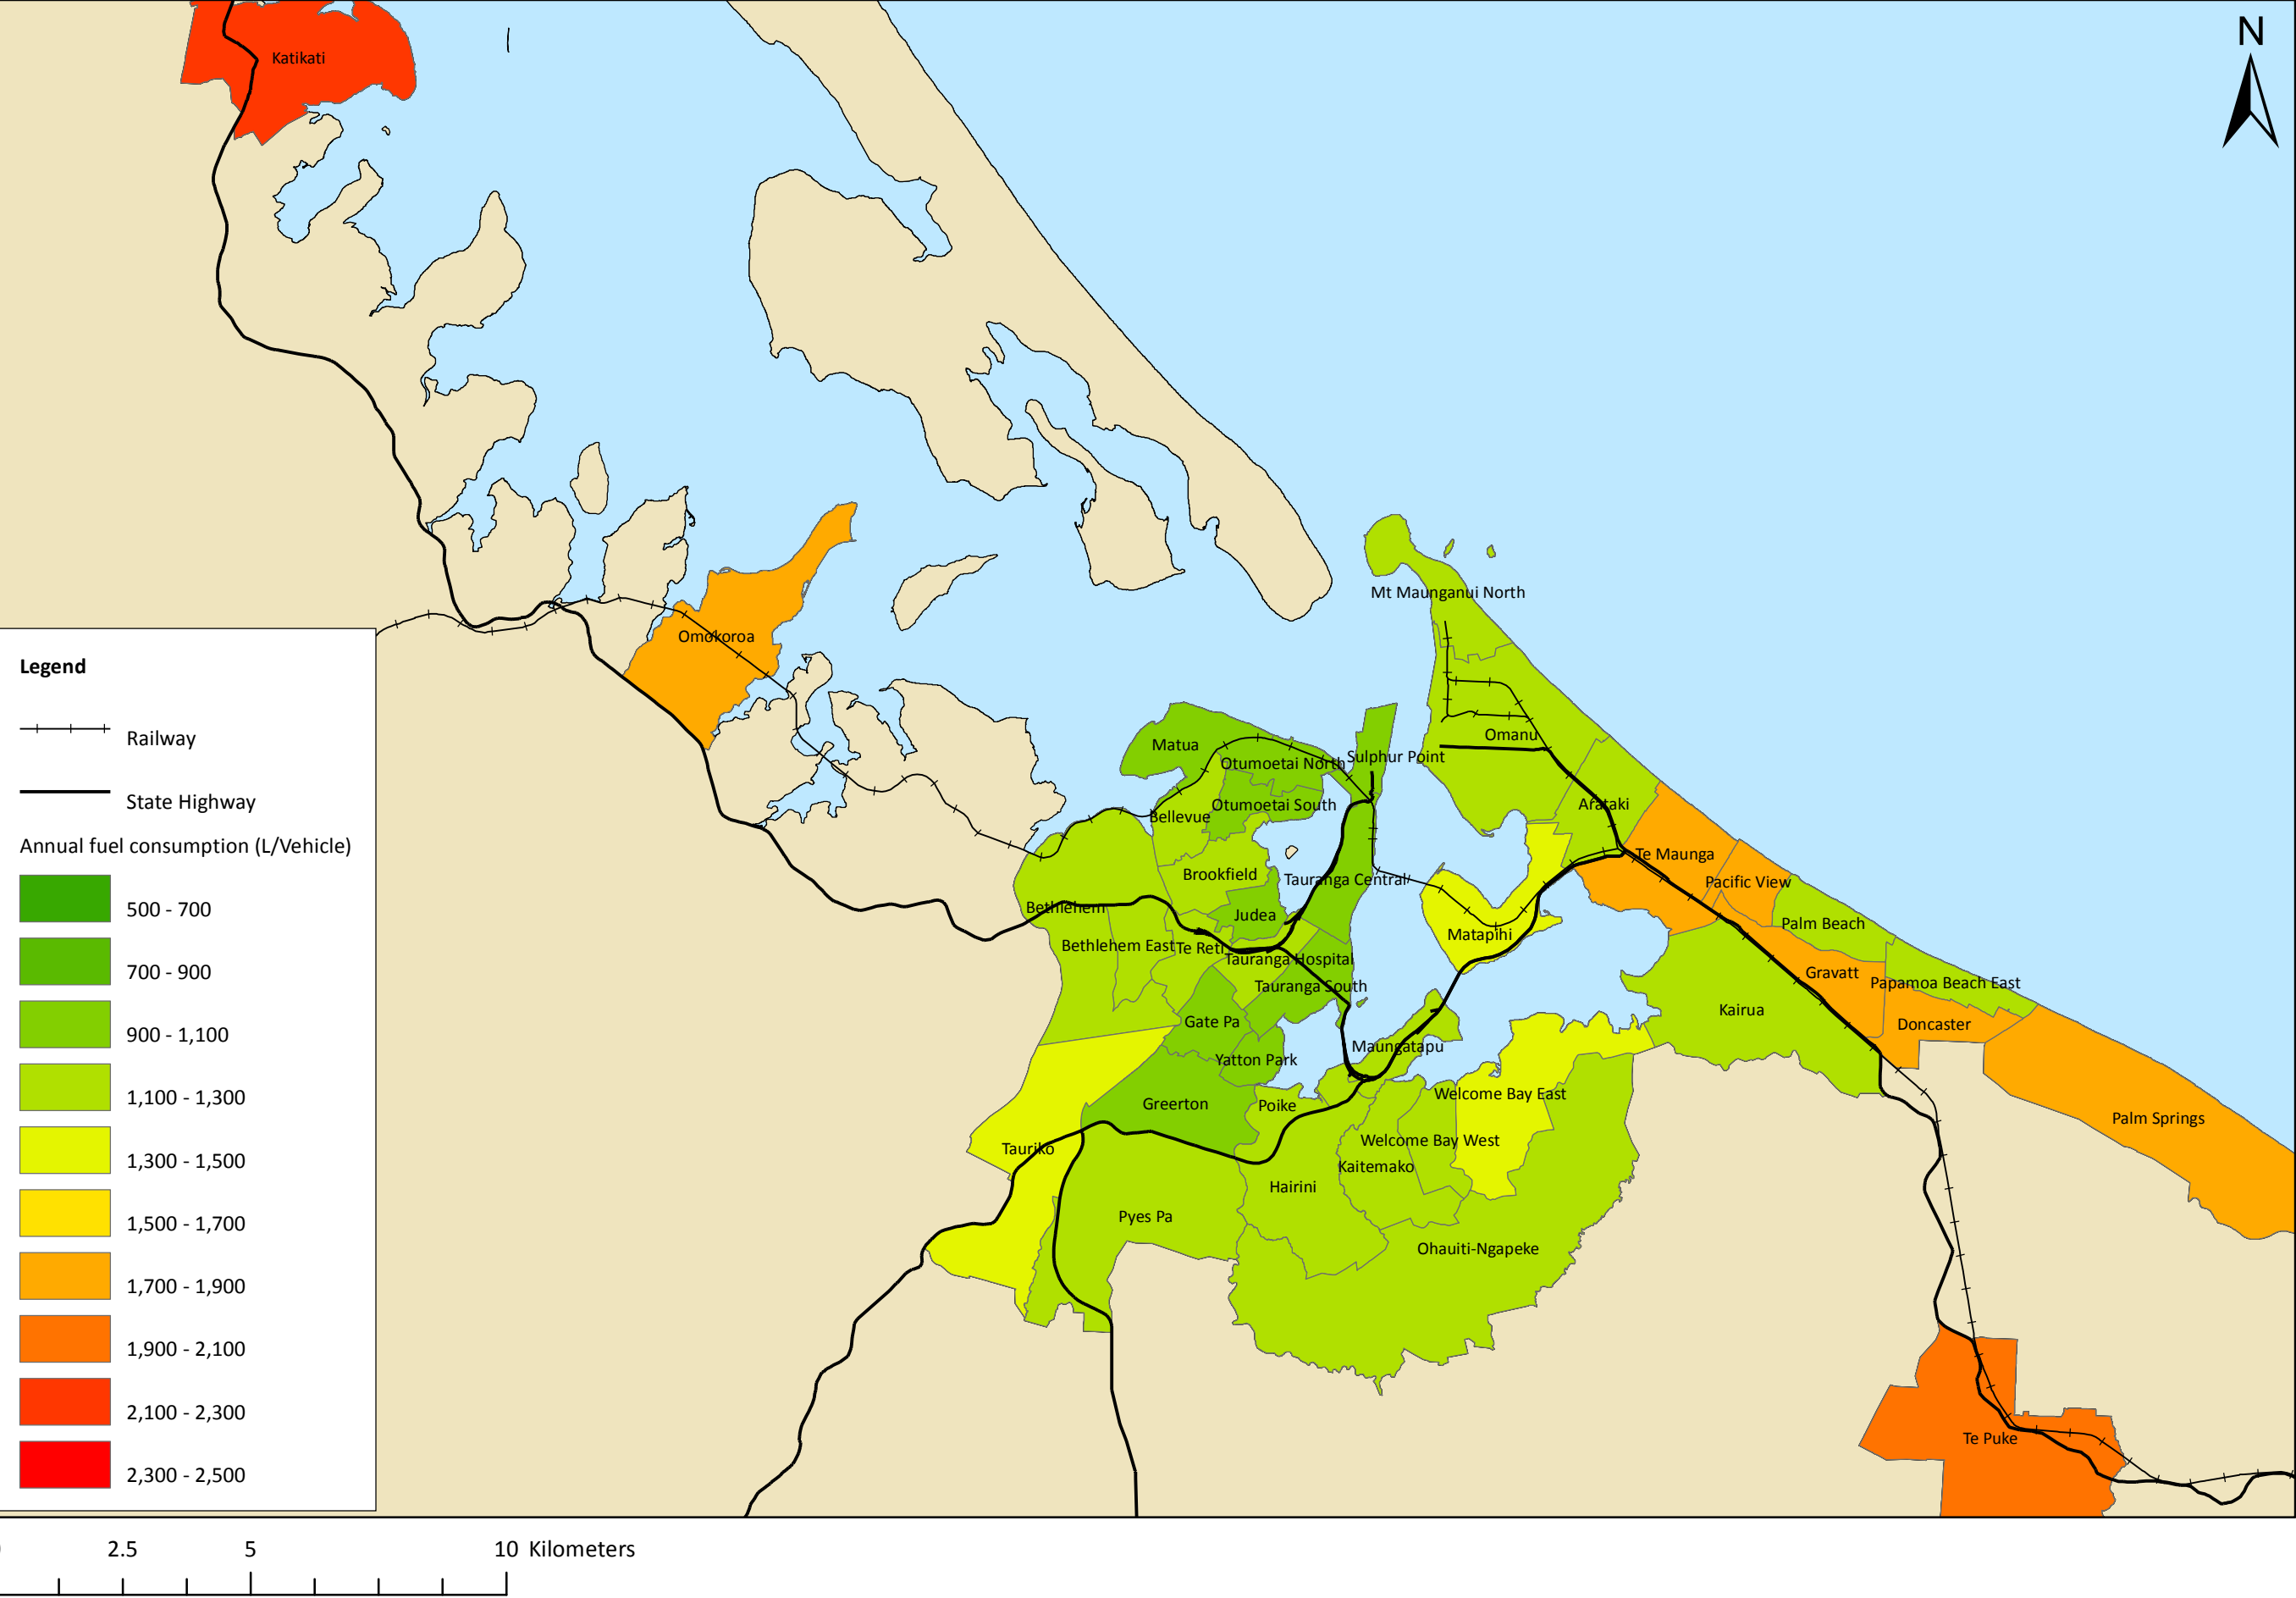 N
Katikati
Mt Maunganui North
Omokoroa
Omanu
Matua
Sulphur Point
Otumoetai North
Otumoetai South
Arataki
Bellevue
Te Maunga
Brookfield
Tauranga Central
Pacific View
Bethlehem
Judea
Palm Beach
Matapihi
Bethlehem East
Te Reti
Tauranga Hospital
Gravatt
Papamoa Beach East
Tauranga South
Kairua
Gate Pa
Doncaster
Maungatapu
Yatton Park
Welcome Bay East
Greerton
Poike
Palm Springs
Welcome Bay West
Tauriko
Kaitemako
Hairini
Pyes Pa
Ohauiti-Ngapeke
Te Puke
Legend
Railway
State Highway
Annual fuel consumption (L/Vehicle)
500 - 700
700 - 900
900 - 1,100
1,100 - 1,300
1,300 - 1,500
1,500 - 1,700
1,700 - 1,900
1,900 - 2,100
2,100 - 2,300
2,300 - 2,500
2.5 5 10 Kilometers